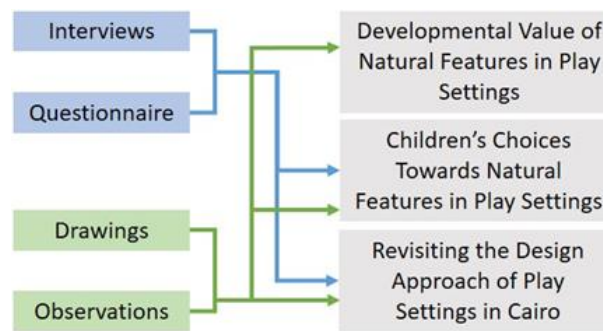 Interviews
Questionnaire
Drawings
Observations
Developmental Value of
Natural Features in Play
Settings
Children's Choices
Towards Natural
Features in Play Settings
Revisiting the Design
Approach of Play
Settings in Cairo